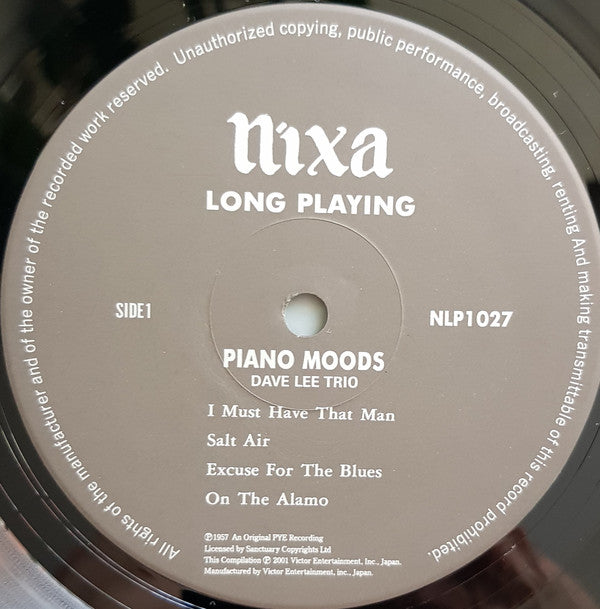 All rights of the manufacturer and of the owner of the recorded work reserved. Unauthorized copying, public performance, broadcasting, renting And making transmittable of this record prohibited.
nixa
LONG PLAYING
SIDE1
NLP1027
PIANO MOODS
DAVE LEE TRIO
I Must Have That Man
Salt Air
Excuse For The Blues
On The Alamo
Ⓟ1957 An Original PYE Recording
Licensed by Sanctuary Copyrights Ltd
This Compilation Ⓟ 2001 Victor Entertainment, Inc., Japan.
Manufactured by Victor Entertainment, inc., Japan.